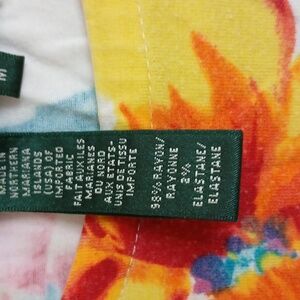 M
MADE IN
NORTHERN
MARIANA
ISLANDS
(USA) OF
IMPORTED
FABRIC
FAIT AUX ILES
MARIANES
DU NORD
AUX ETATS-
UNIS DE TISSU
IMPORTE
98% RAYON/
RAYONNE
2%
ELASTANE/
ELASTANE